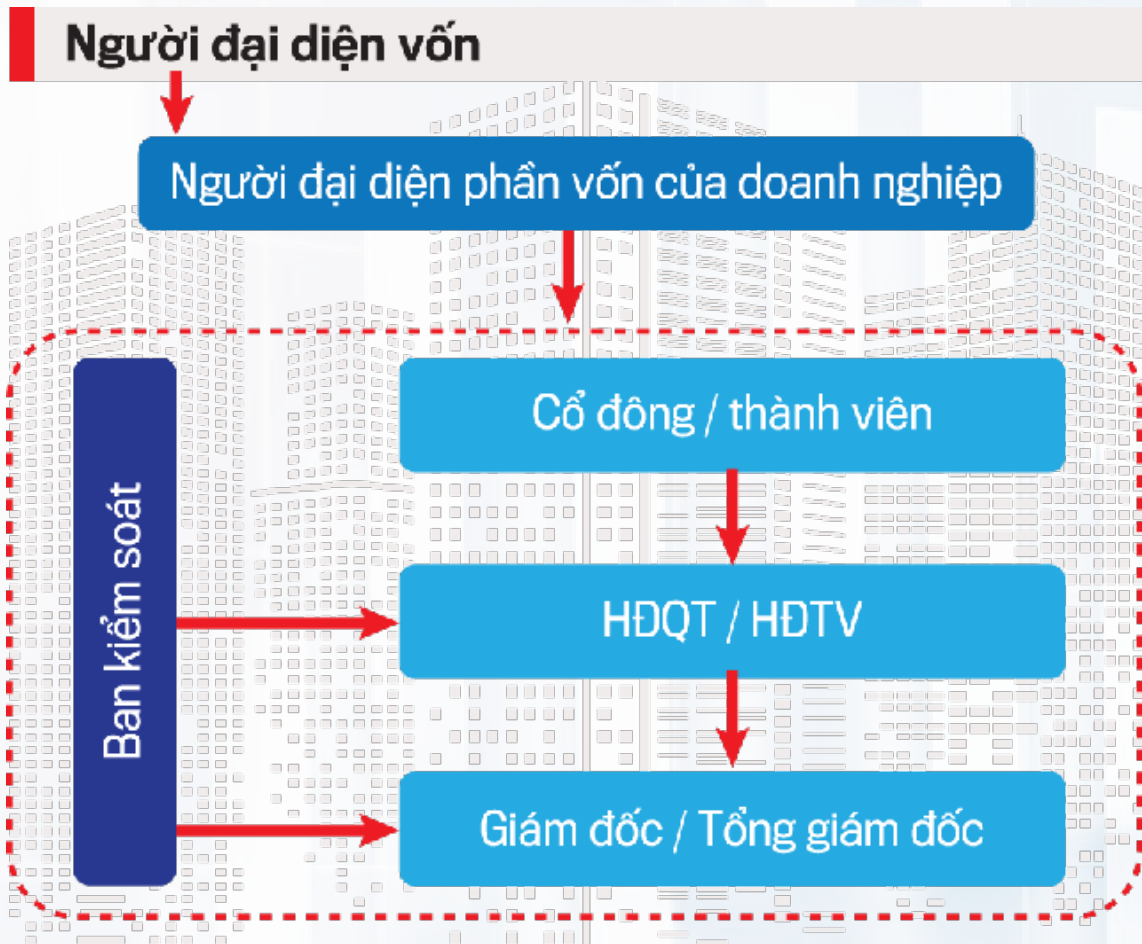 Người đại diện vốn
Người đại diện phần vốn của doanh nghiệp
Ban kiểm soát
Cổ đông / thành viên
HĐQT / HĐTV
Giám đốc / Tổng giám đốc